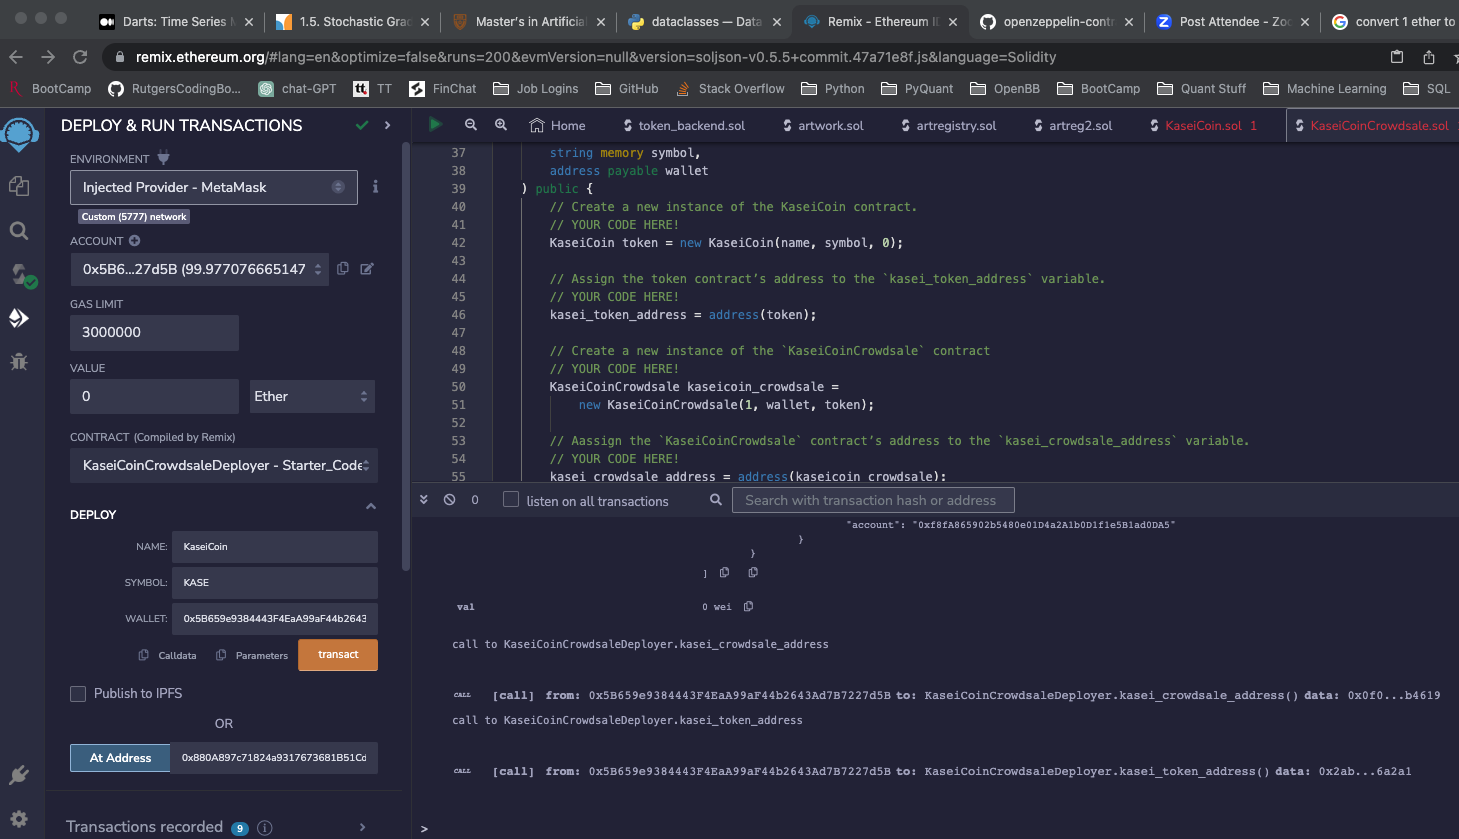 Darts: Time Series M
1.5. Stochastic Grad
Master's in Artificial
dataclasses — Data
Remix - Ethereum ID
openzeppelin-contr
Post Attendee - Zoo
convert 1 ether to
remix.ethereum.org/#lang=en&optimize=false&runs=200&evmVersion=null&version=soljson-v0.5.5+commit.47a71e8f.js&language=Solidity
BootCamp
RutgersCodingBo...
chat-GPT
TT
FinChat
Job Logins
GitHub
Stack Overflow
Python
PyQuant
OpenBB
BootCamp
Quant Stuff
Machine Learning
SQL
DEPLOY & RUN TRANSACTIONS
ENVIRONMENT
Injected Provider - MetaMask
Custom (5777) network
ACCOUNT
0x5B6...27d5B (99.977076665147
GAS LIMIT
3000000
VALUE
0
Ether
CONTRACT (Compiled by Remix)
KaseiCoinCrowdsaleDeployer - Starter_Code
DEPLOY
NAME:
KaseiCoin
SYMBOL:
KASE
WALLET:
0x5B659e9384443F4EaA99aF44b2643
Calldata
Parameters
transact
Publish to IPFS
OR
At Address
0x880A897c71824a9317673681B51Cd
Transactions recorded 9
Home
token_backend.sol
artwork.sol
artregistry.sol
artreg2.sol
KaseiCoin.sol 1
KaseiCoinCrowdsale.sol
37 string memory symbol,
38 address payable wallet
39 ) public {
40 // Create a new instance of the KaseiCoin contract.
41 // YOUR CODE HERE!
42 KaseiCoin token = new KaseiCoin(name, symbol, 0);
43
44 // Assign the token contract's address to the `kasei_token_address` variable.
45 // YOUR CODE HERE!
46 kasei_token_address = address(token);
47
48 // Create a new instance of the `KaseiCoinCrowdsale` contract
49 // YOUR CODE HERE!
50 KaseiCoinCrowdsale kaseicoin_crowdsale =
51 new KaseiCoinCrowdsale(1, wallet, token);
52
53 // Aassign the `KaseiCoinCrowdsale` contract's address to the `kasei_crowdsale_address` variable.
54 // YOUR CODE HERE!
55 kasei_crowdsale_address = address(kaseicoin_crowdsale);
0
listen on all transactions
Search with transaction hash or address
"account": "0xf8fA865902b5480e01D4a2A1b0D1f1e5B1ad0DA5"
}
}
]
val 0 wei
call to KaseiCoinCrowdsaleDeployer.kasei_crowdsale_address
CALL [call] from: 0x5B659e9384443F4EaA99aF44b2643Ad7B7227d5B to: KaseiCoinCrowdsaleDeployer.kasei_crowdsale_address() data: 0x0f0...b4619
call to KaseiCoinCrowdsaleDeployer.kasei_token_address
CALL [call] from: 0x5B659e9384443F4EaA99aF44b2643Ad7B7227d5B to: KaseiCoinCrowdsaleDeployer.kasei_token_address() data: 0x2ab...6a2a1
>